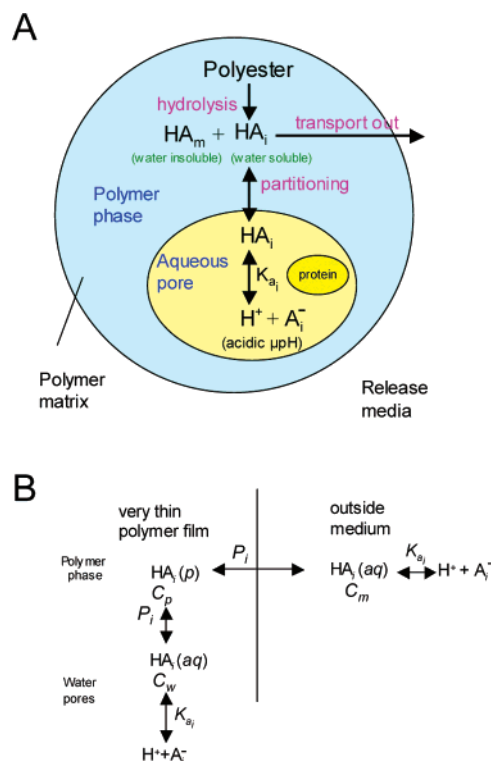 A
Polyester
hydrolysis
HAm + HAi
transport out
(water insoluble) (water soluble)
partitioning
Polymer
phase
HAi
Aqueous
pore
Kai
protein
H+ + Ai-
(acidic µpH)
Polymer
matrix
Release
media
B
very thin
polymer film
outside
medium
Polymer
phase
Pi
HAi(p)
HAi(aq)
Kai
H++ Ai-
Cp
Cm
Pi
HAi(aq)
Water
pores
Cw
Kai
H++Ai-